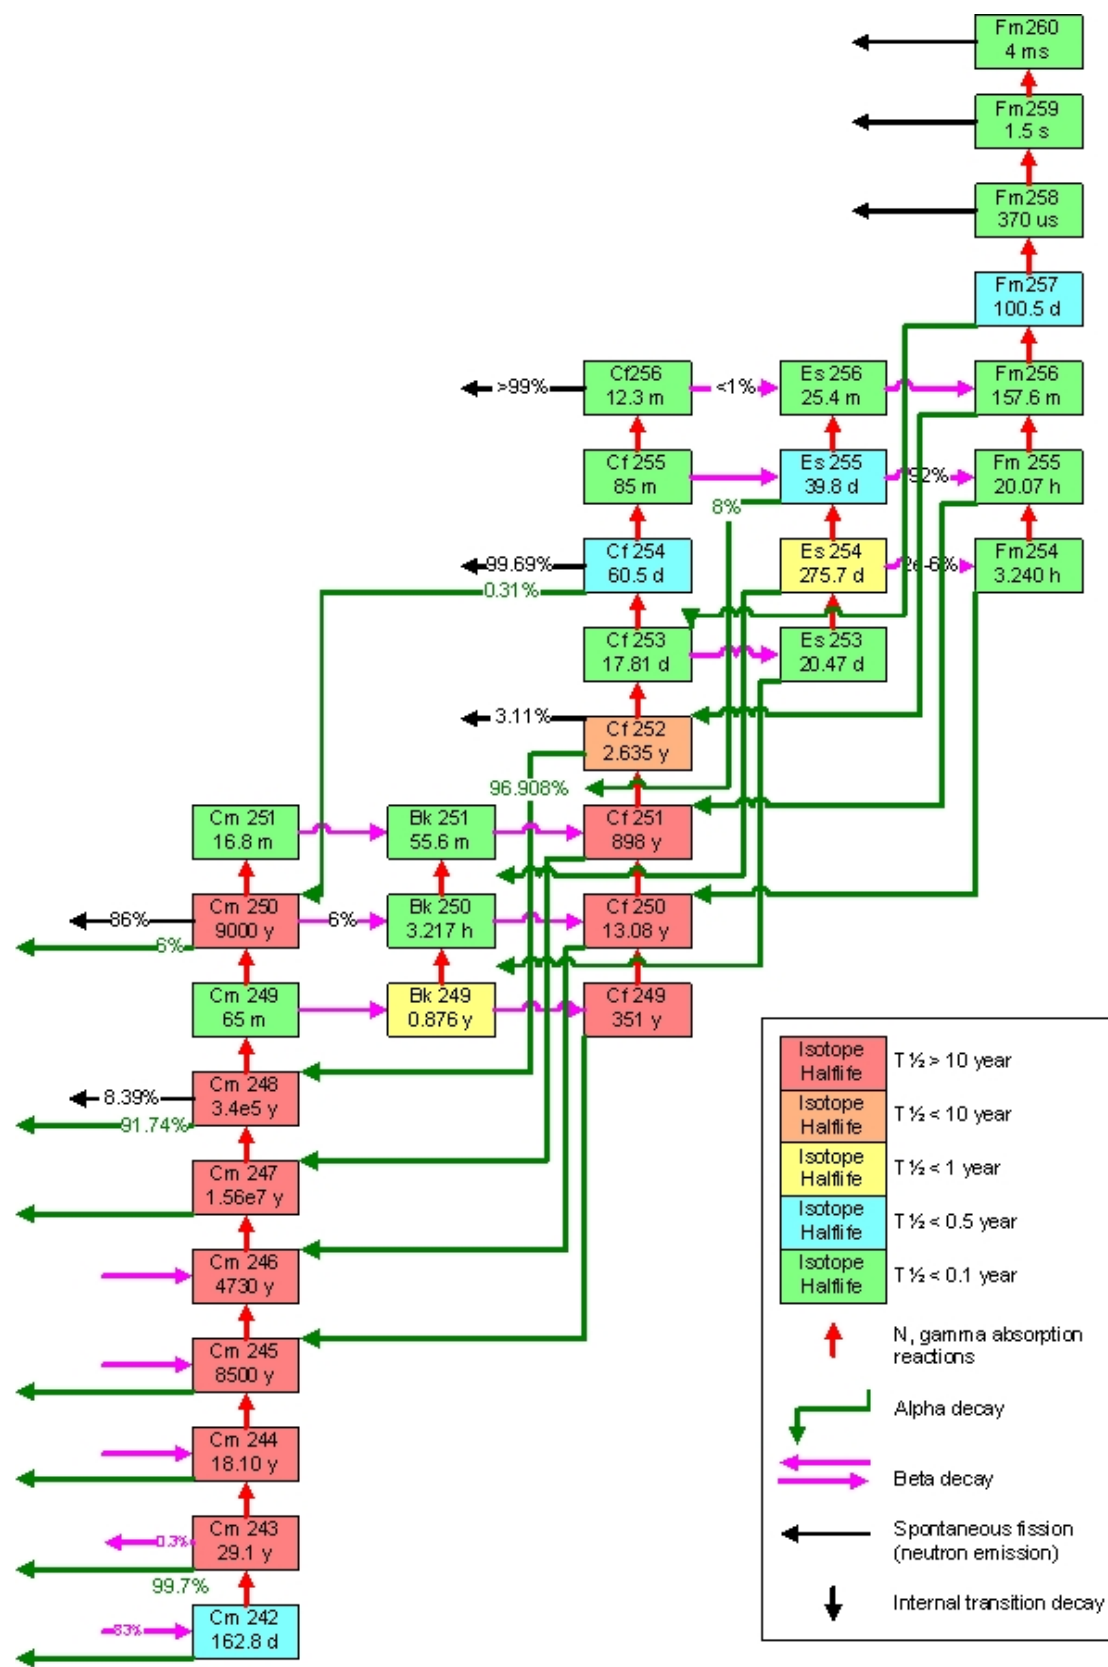 Fm260
4 ms
Fm259
1.5 s
Fm258
370 us
Fm257
100.5 d
>99%
Cf256
12.3 m
<1%
Es 256
25.4 m
Fm256
157.6 m
Cf 255
85 m
Es 255
39.8 d
92%
Fm 255
20.07 h
8%
99.69%
0.31%
Cf 254
60.5 d
Es 254
275.7 d
2e-6%
Fm254
3.240 h
Cf 253
17.81 d
Es 253
20.47 d
3.11%
Cf 252
2.635 y
96.908%
Cm 251
16.8 m
Bk 251
55.6 m
Cf 251
898 y
86%
6%
Cm 250
9000 y
6%
Bk 250
3.217 h
Cf 250
13.08 y
Cm 249
65 m
Bk 249
0.876 y
Cf 249
351 y
8.39%
91.74%
Cm 248
3.4e5 y
Cm 247
1.56e7 y
Cm 246
4730 y
Cm 245
8500 y
Cm 244
18.10 y
0.3%
Cm 243
29.1 y
99.7%
83%
Cm 242
162.8 d
Isotope
Halflife
T ½ > 10 year
Isotope
Halflife
T ½ < 10 year
Isotope
Halflife
T ½ < 1 year
Isotope
Halflife
T ½ < 0.5 year
Isotope
Halflife
T ½ < 0.1 year
N, gamma absorption
reactions
Alpha decay
Beta decay
Spontaneous fission
(neutron emission)
Internal transition decay